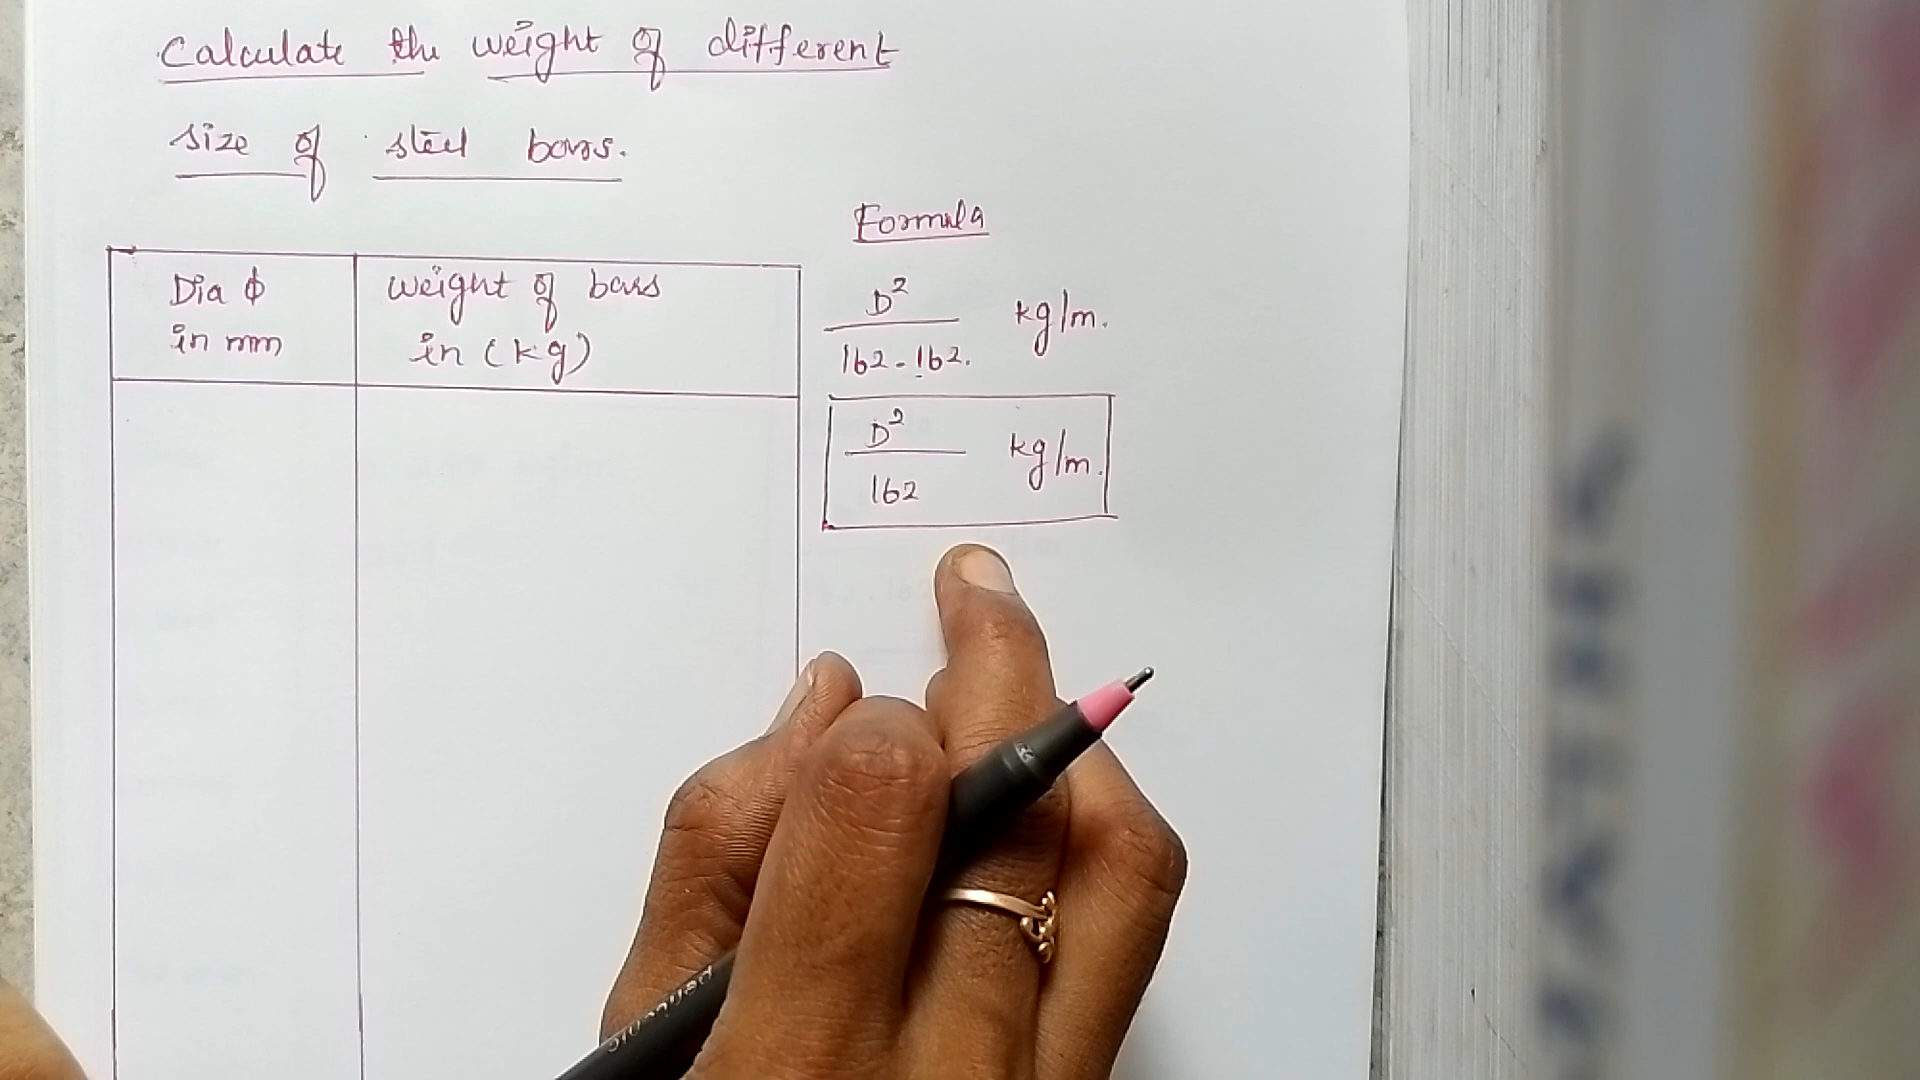 Calculate the weight of different
size of steel bars.
Formula
Dia ϕ
in mm
weight of bars
in (kg)
D²
162-162.
kg/m.
D²
162
kg/m.